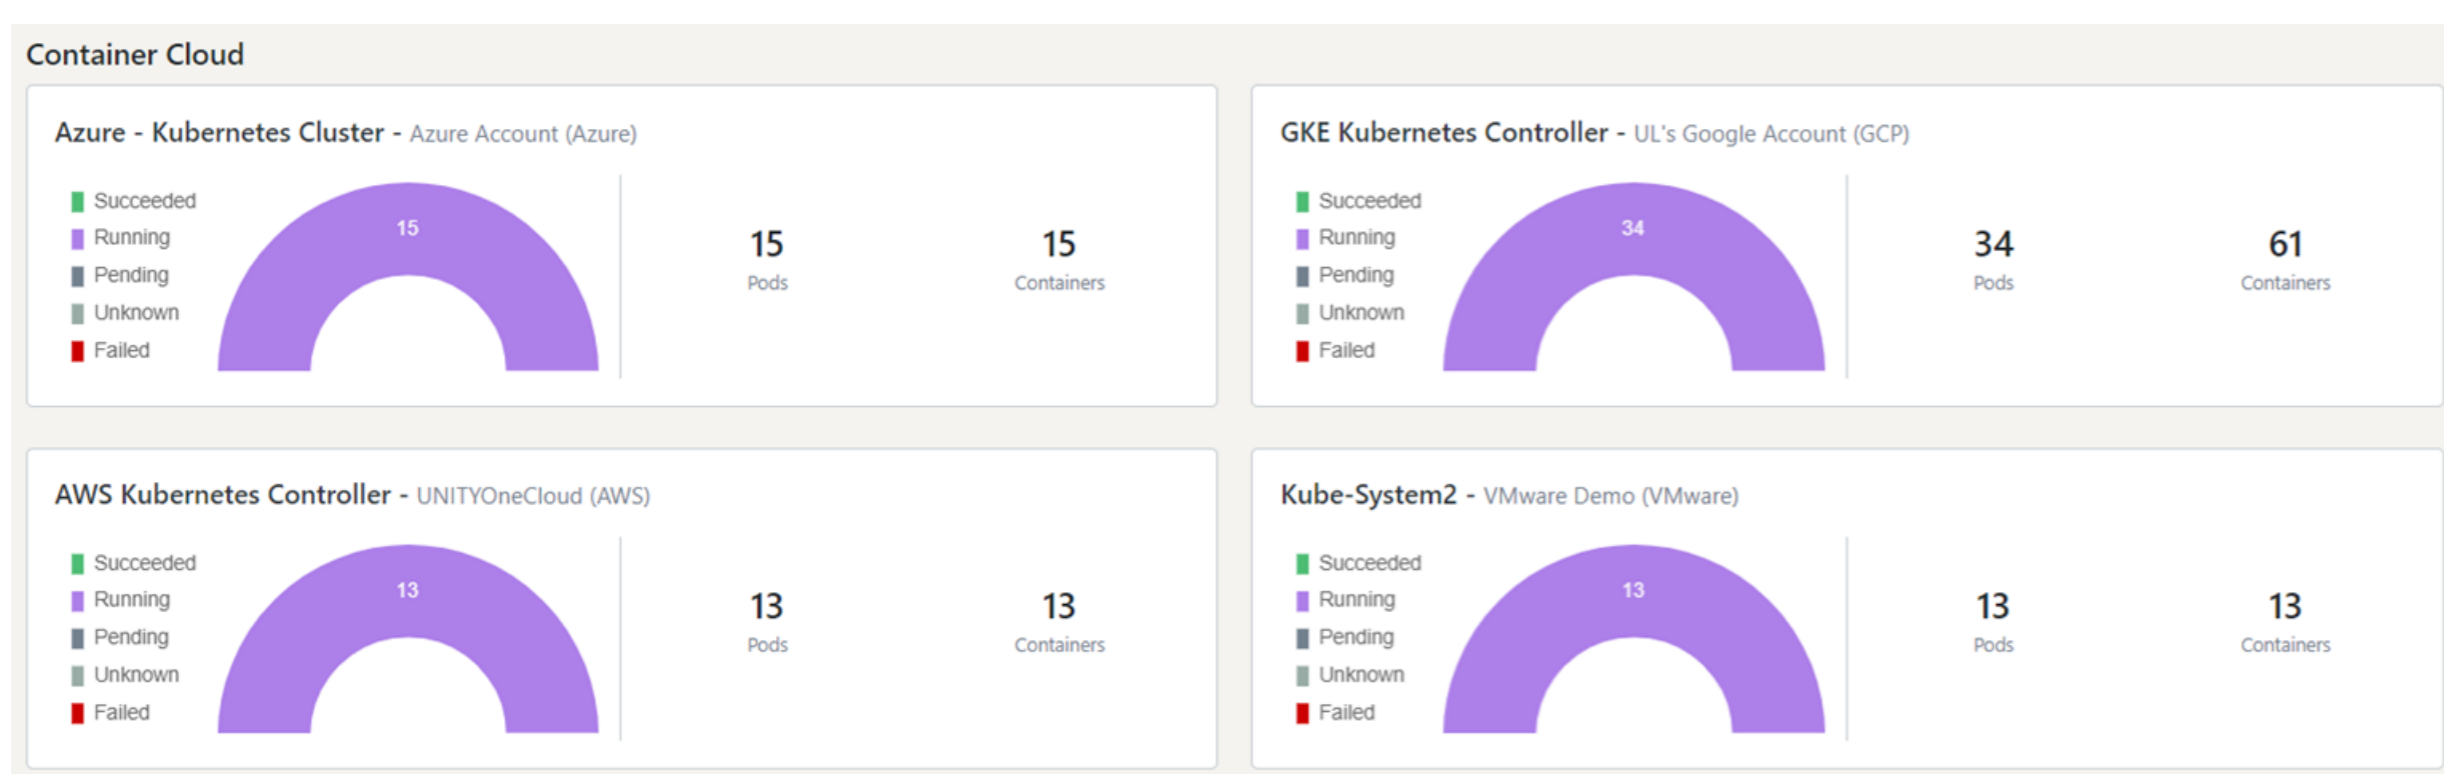 Container Cloud
Azure - Kubernetes Cluster - Azure Account (Azure)
Succeeded
Running
Pending
Unknown
Failed
15
15
Pods
15
Containers
GKE Kubernetes Controller - UL's Google Account (GCP)
Succeeded
Running
Pending
Unknown
Failed
34
34
Pods
61
Containers
AWS Kubernetes Controller - UNITYOneCloud (AWS)
Succeeded
Running
Pending
Unknown
Failed
13
13
Pods
13
Containers
Kube-System2 - VMware Demo (VMware)
Succeeded
Running
Pending
Unknown
Failed
13
13
Pods
13
Containers